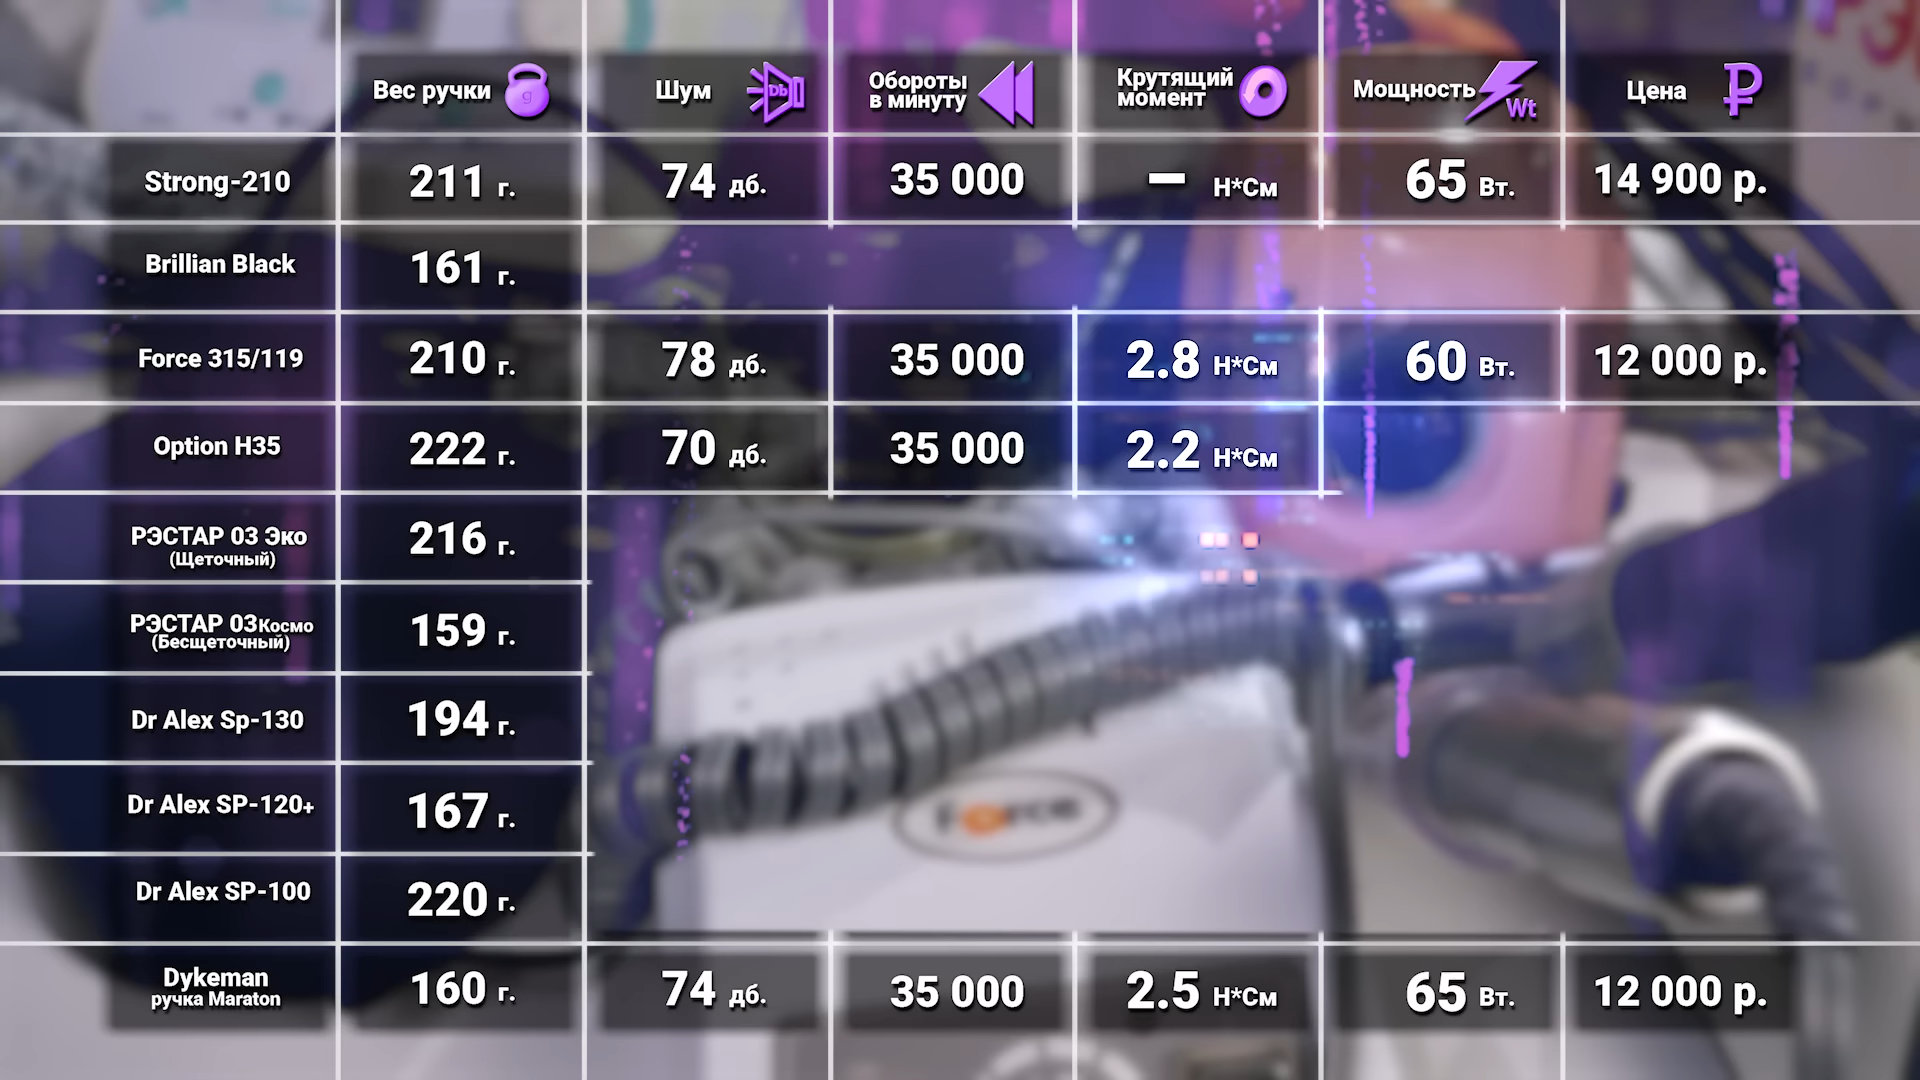 Вес ручки g
Шум Db
Обороты
в минуту
Крутящий
момент
Мощность Wt
Цена ₽
Strong-210 211 г. 74 дб. 35 000 – Н*См 65 Вт. 14 900 р.
Brillian Black 161 г.
Force 315/119 210 г. 78 дб. 35 000 2.8 Н*См 60 Вт. 12 000 р.
Option H35 222 г. 70 дб. 35 000 2.2 Н*См
РЭСТАР 03 Эко 216 г.
(Щеточный)
РЭСТАР 03Космо 159 г.
(Бесщеточный)
Dr Alex Sp-130 194 г.
Dr Alex SP-120+ 167 г.
Force
Dr Alex SP-100 220 г.
Dykeman 160 г. 74 дб. 35 000 2.5 Н*См 65 Вт. 12 000 р.
ручка Maraton